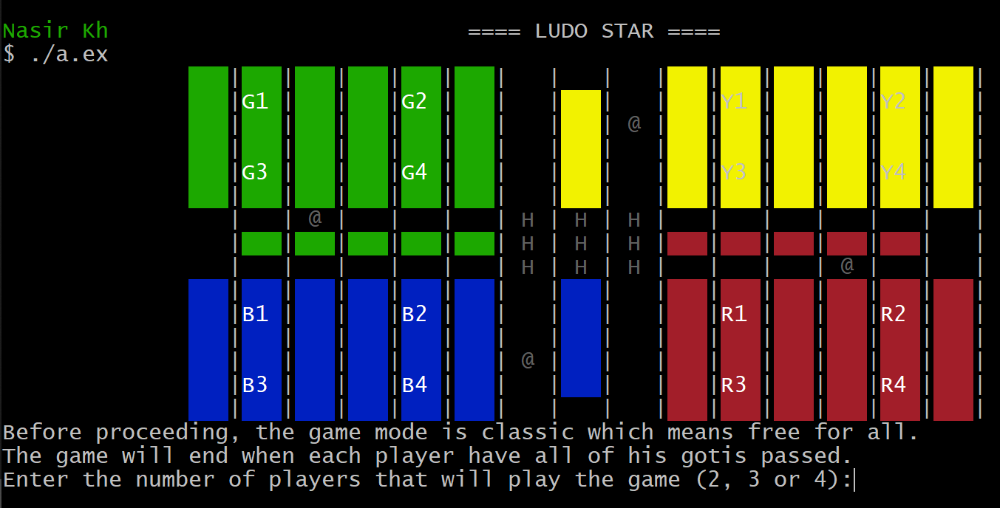 Nasir Kh ==== LUDO STAR ====
$ ./a.ex
| | | | | | | | | | | | | | |
|G1 | | |G2 | | | | | |Y1 | | |Y2 | |
| | | | | | | | @ | | | | | | |
| | | | | | | | | | | | | | |
|G3 | | |G4 | | | | | |Y3 | | |Y4 | |
| | | | | | | | | | | | | | |
| | @ | | | | H | H | H | | | | | | |
| | | | | | H | H | H | | | | | | |
| | | | | | H | H | H | | | | @ | | |
| | | | | | | | | | | | | | |
|B1 | | |B2 | | | | | |R1 | | |R2 | |
| | | | | | | | | | | | | | |
| | | | | | @ | | | | | | | | |
|B3 | | |B4 | | | | | |R3 | | |R4 | |
| | | | | | | | | | | | | | |
Before proceeding, the game mode is classic which means free for all.
The game will end when each player have all of his gotis passed.
Enter the number of players that will play the game (2, 3 or 4):